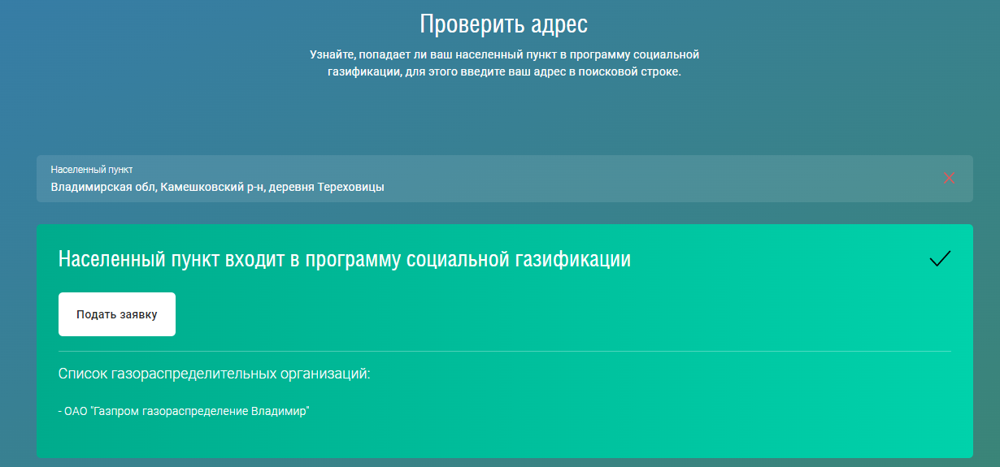 Проверить адрес
Узнайте, попадает ли ваш населенный пункт в программу социальной
газификации, для этого введите ваш адрес в поисковой строке.
Населенный пункт
Владимирская обл, Камешковский р-н, деревня Тереховицы
Населенный пункт входит в программу социальной газификации
Подать заявку
Список газораспределительных организаций:
- ОАО "Газпром газораспределение Владимир"